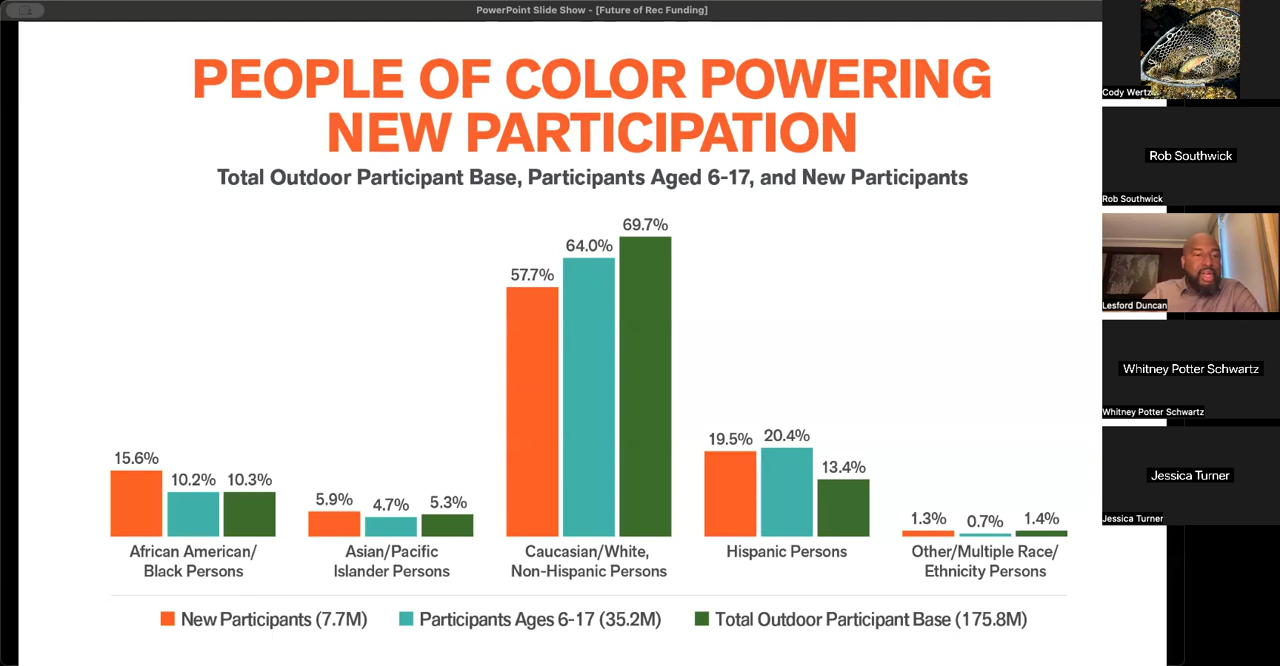 PowerPoint Slide Show - [Future of Rec Funding]
PEOPLE OF COLOR POWERING
NEW PARTICIPATION
Total Outdoor Participant Base, Participants Aged 6-17, and New Participants
15.6%
10.2%
10.3%
African American/
Black Persons
5.9%
4.7%
5.3%
Asian/Pacific
Islander Persons
57.7%
64.0%
69.7%
Caucasian/White,
Non-Hispanic Persons
19.5%
20.4%
13.4%
Hispanic Persons
1.3%
0.7%
1.4%
Other/Multiple Race/
Ethnicity Persons
New Participants (7.7M)
Participants Ages 6-17 (35.2M)
Total Outdoor Participant Base (175.8M)
Cody Wertz
Rob Southwick
Rob Southwick
Lesford Duncan
Whitney Potter Schwartz
Whitney Potter Schwartz
Jessica Turner
Jessica Turner